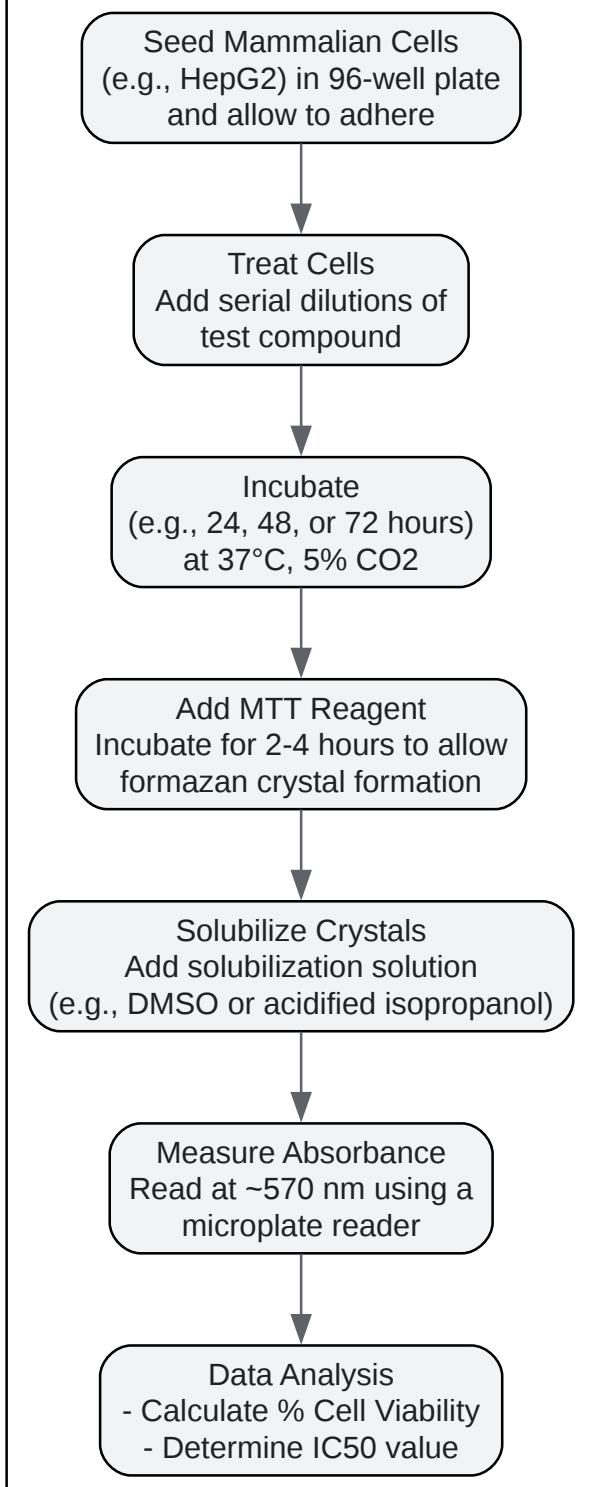 Seed Mammalian Cells
(e.g., HepG2) in 96-well plate
and allow to adhere
Treat Cells
Add serial dilutions of
test compound
Incubate
(e.g., 24, 48, or 72 hours)
at 37°C, 5% CO2
Add MTT Reagent
Incubate for 2-4 hours to allow
formazan crystal formation
Solubilize Crystals
Add solubilization solution
(e.g., DMSO or acidified isopropanol)
Measure Absorbance
Read at ~570 nm using a
microplate reader
Data Analysis
- Calculate % Cell Viability
- Determine IC50 value